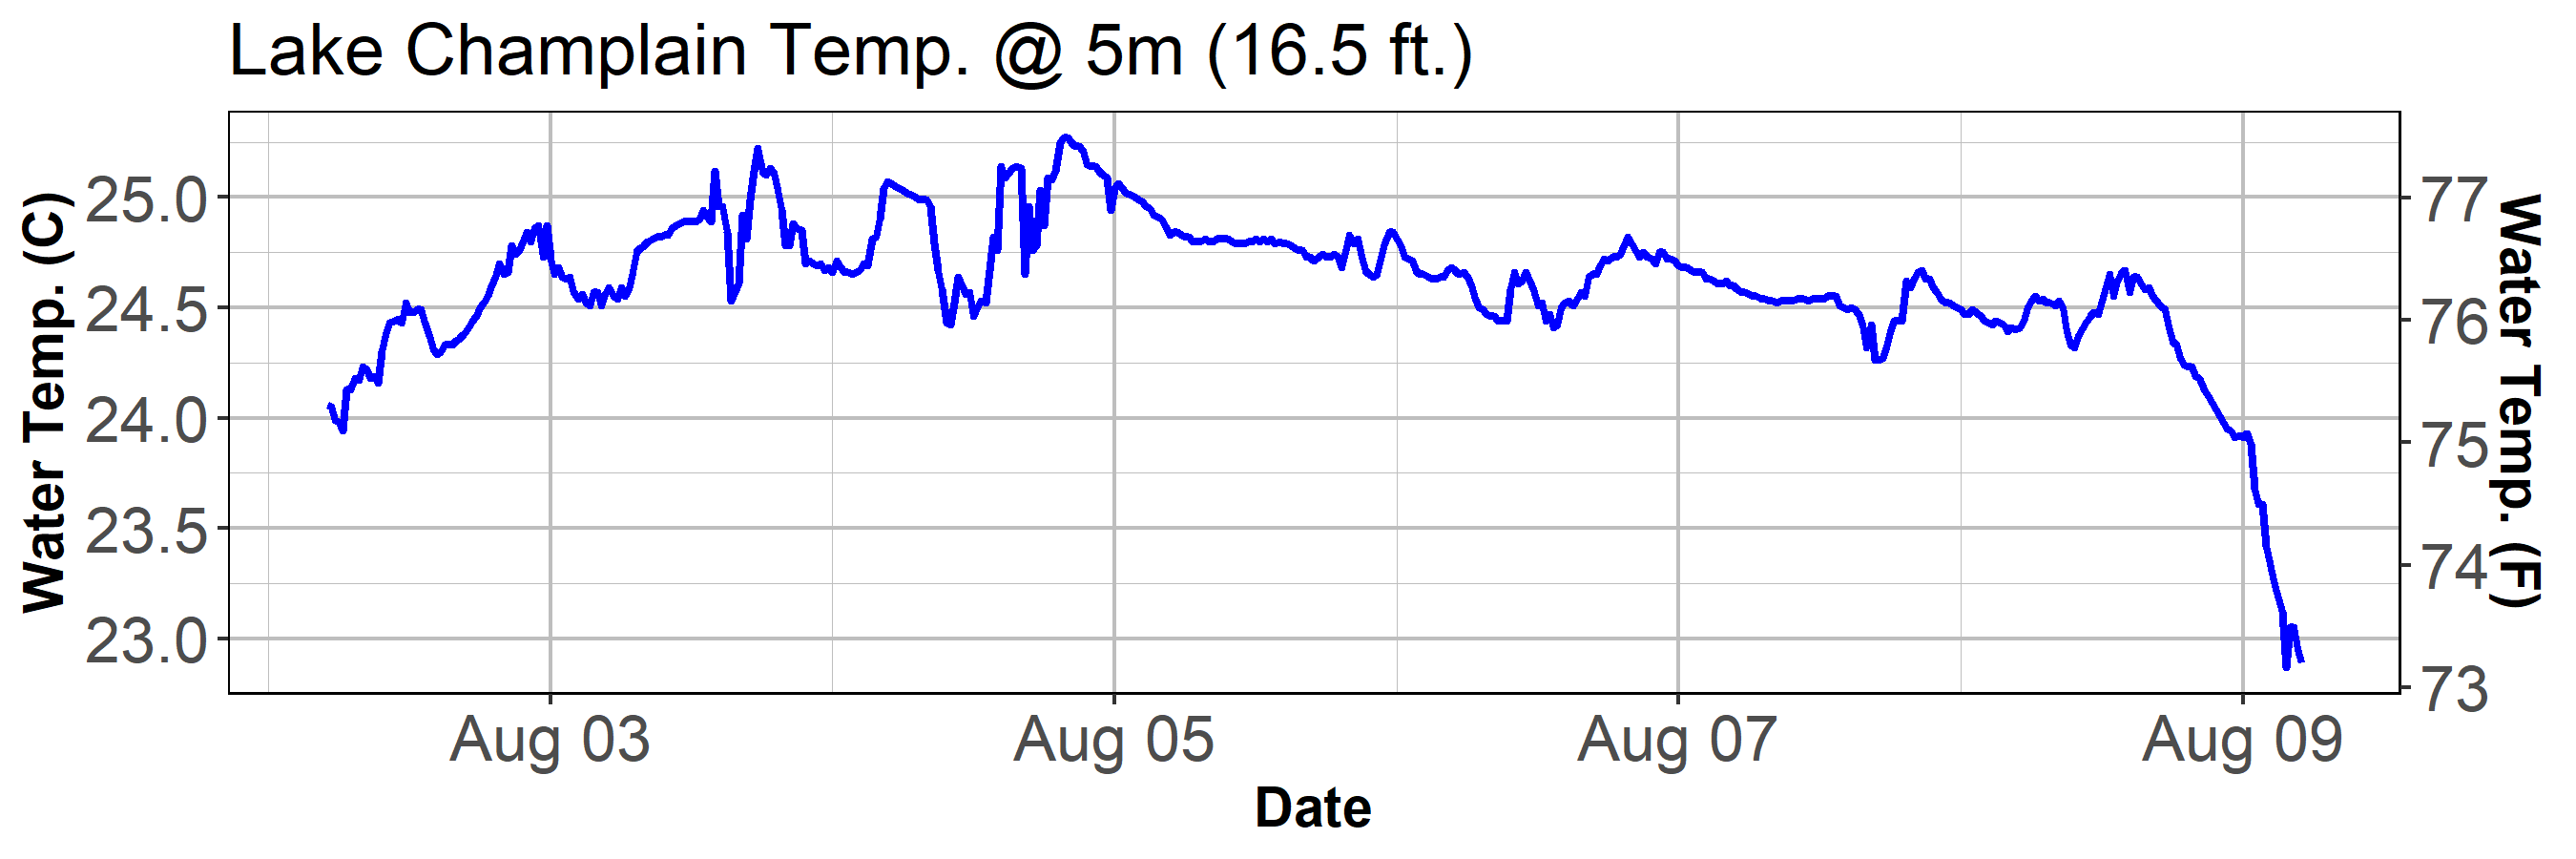 Lake Champlain Temp. @ 5m (16.5 ft.)
Water Temp. (C)
25.0
24.5
24.0
23.5
23.0
77
76
75
74
73
Water Temp. (F)
Aug 03
Aug 05
Aug 07
Aug 09
Date